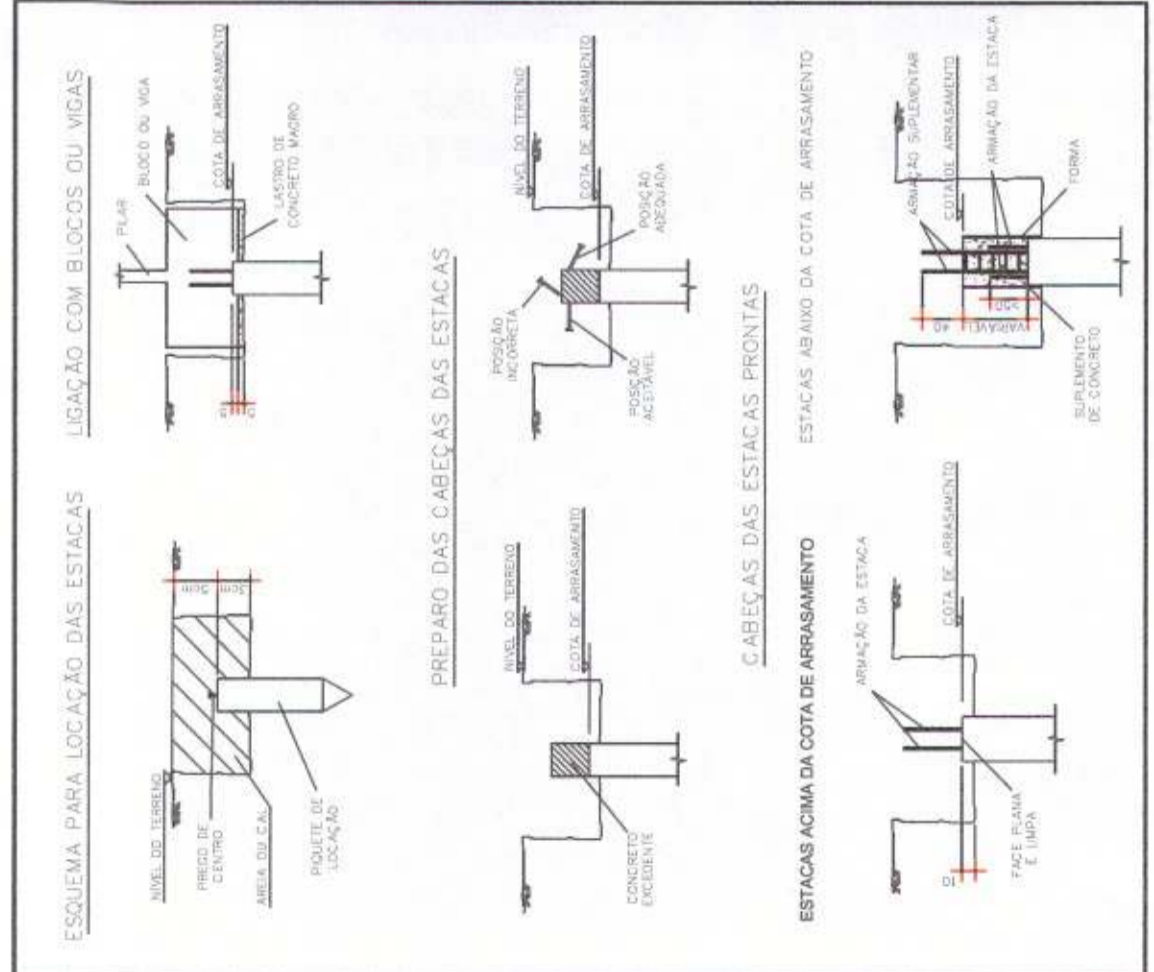 ESQUEMA PARA LOCAÇÃO DAS ESTACAS
NÍVEL DO TERRENO
PREGO DE
CENTRO
AREIA OU CAL
PIQUETE DE
LOCAÇÃO
5cm
5cm
LIGAÇÃO COM BLOCOS OU VIGAS
PILAR
BLOCO OU VIGA
COTA DE ARRASAMENTO
LASTRO DE
CONCRETO MAGRO
PREPARO DAS CABEÇAS DAS ESTACAS
NIVEL DO TERRENO
COTA DE ARRASAMENTO
CONCRETO
EXCEDENTE
NIVEL DO TERRENO
COTA DE ARRASAMENTO
POSIÇÃO
INCORRETA
POSIÇÃO
ADEQUADA
POSIÇÃO
ACEITÁVEL
CABEÇAS DAS ESTACAS PRONTAS
ESTACAS ACIMA DA COTA DE ARRASAMENTO
ARMAÇÃO DA ESTACA
COTA DE ARRASAMENTO
10
FACE PLANA
E LIMPA
ESTACAS ABAIXO DA COTA DE ARRASAMENTO
ARMAÇÃO SUPLEMENTAR
COTA DE ARRASAMENTO
ARMAÇÃO DA ESTACA
40
VARIÁVEL
>50
FORMA
SUPLEMENTO
DE CONCRETO